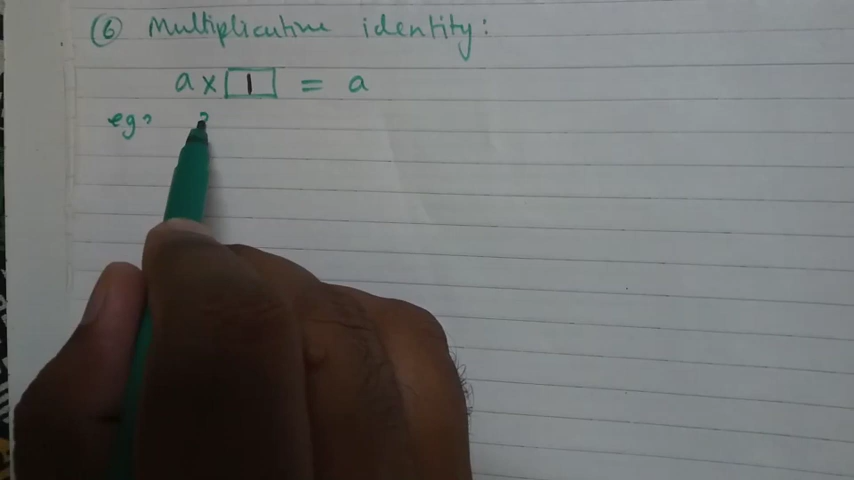 ⑥ Multiplicative identity:
a × 1 = a
eg: